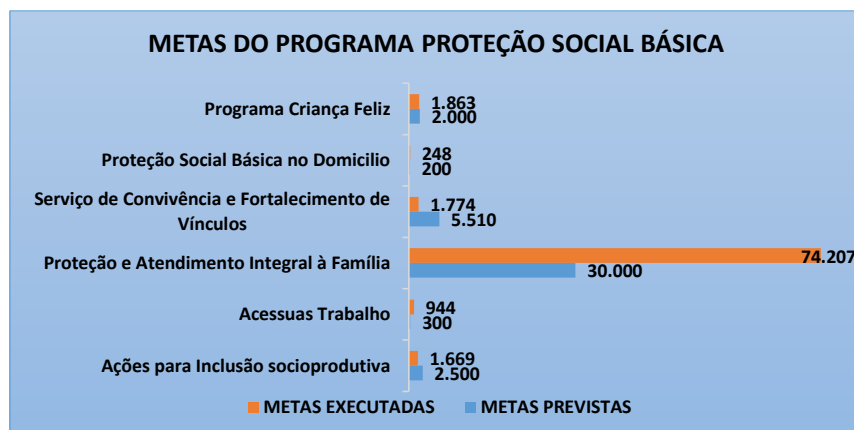 METAS DO PROGRAMA PROTEÇÃO SOCIAL BÁSICA
Programa Criança Feliz
1.863
2.000
Proteção Social Básica no Domicilio
248
200
Serviço de Convivência e Fortalecimento de
Vínculos
1.774
5.510
Proteção e Atendimento Integral à Família
74.207
30.000
Acessuas Trabalho
944
300
Ações para Inclusão socioprodutiva
1.669
2.500
METAS EXECUTADAS
METAS PREVISTAS